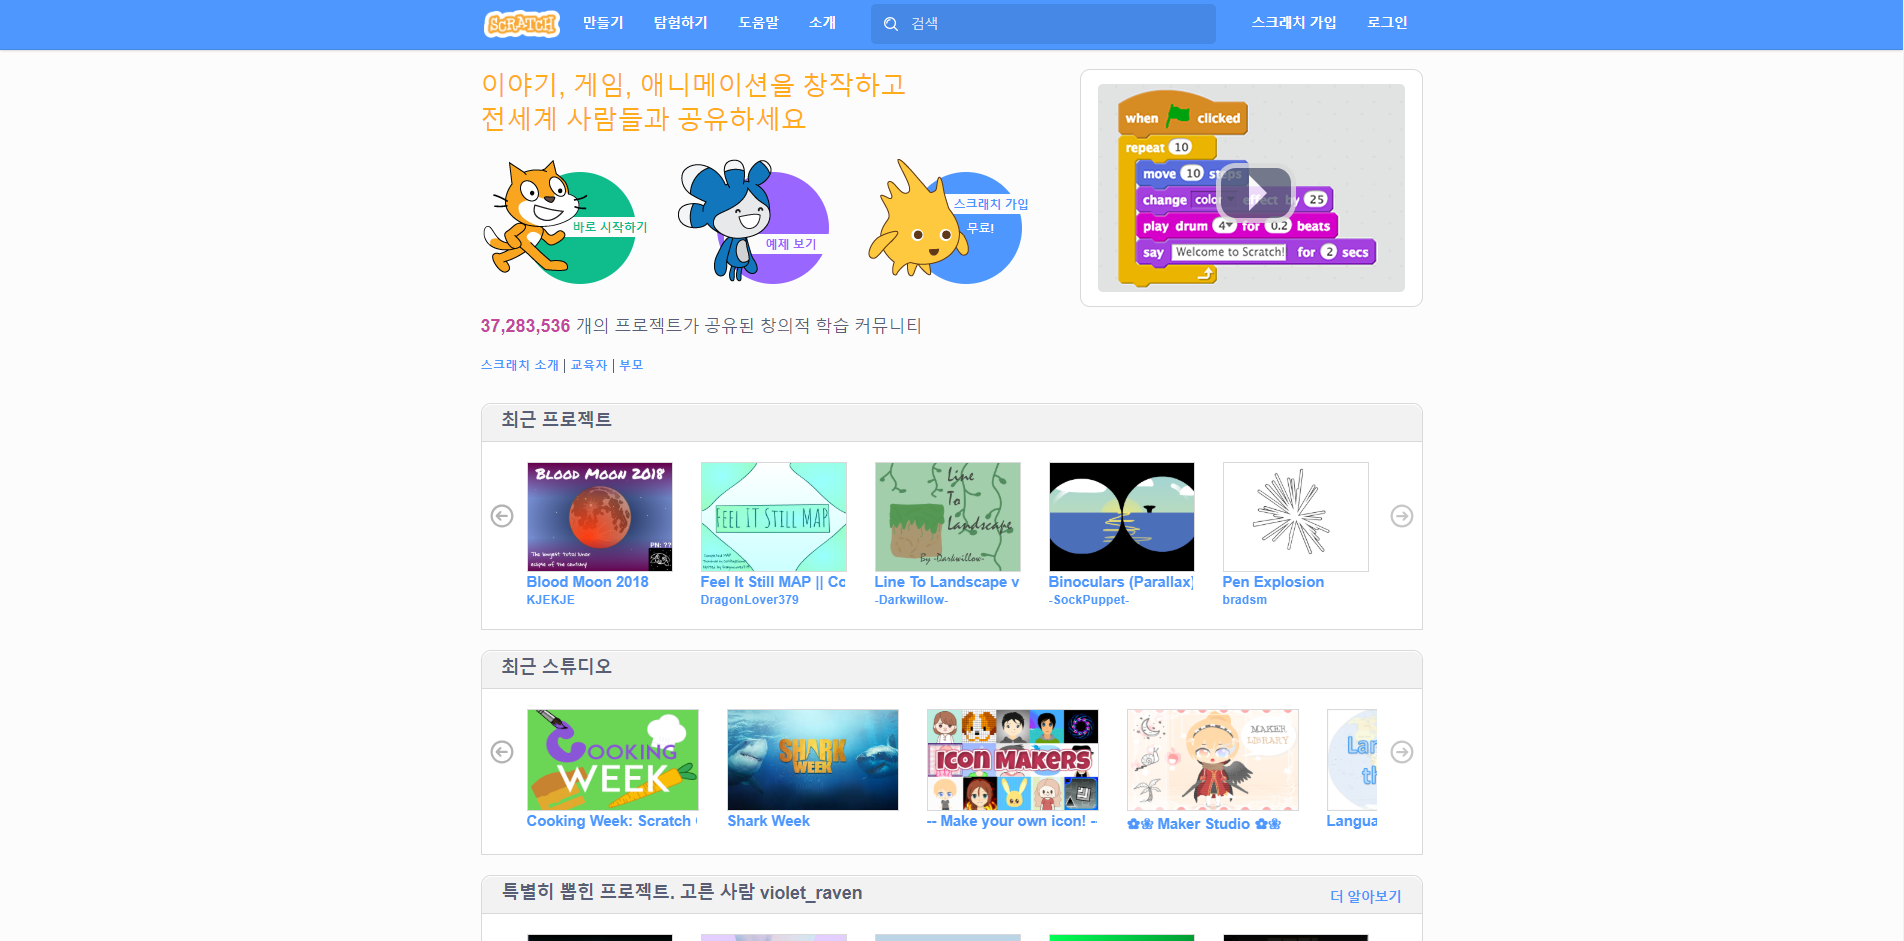 SCRATCH 만들기 탐험하기 도움말 소개 검색 스크래치 가입 로그인
이야기, 게임, 애니메이션을 창작하고
전세계 사람들과 공유하세요
바로 시작하기
예제 보기
스크래치 가입
무료!
when clicked
repeat 10
move 10 steps
change color effect by 25
play drum 4 for 0.2 beats
say Welcome to Scratch! for 2 secs
37,283,536 개의 프로젝트가 공유된 창의적 학습 커뮤니티
스크래치 소개 | 교육자 | 부모
최근 프로젝트
BLOOD MOON 2018
PN: ??
The longest total lunar
eclipse of the century
FEEL IT STILL MAP
Line
To
Landscape
By -Darkwillow-
Blood Moon 2018
KJEKJE
Feel It Still MAP || Co
DragonLover379
Line To Landscape v
-Darkwillow-
Binoculars (Parallax)
-SockPuppet-
Pen Explosion
bradsm
최근 스튜디오
COOKING
WEEK
SHARK
WEEK
ICON MAKERS
MAKER
LIBRARY
Lan
th
Cooking Week: Scratch
Shark Week
-- Make your own icon! --
✿❀ Maker Studio ✿❀
Langua
특별히 뽑힌 프로젝트. 고른 사람 violet_raven
더 알아보기